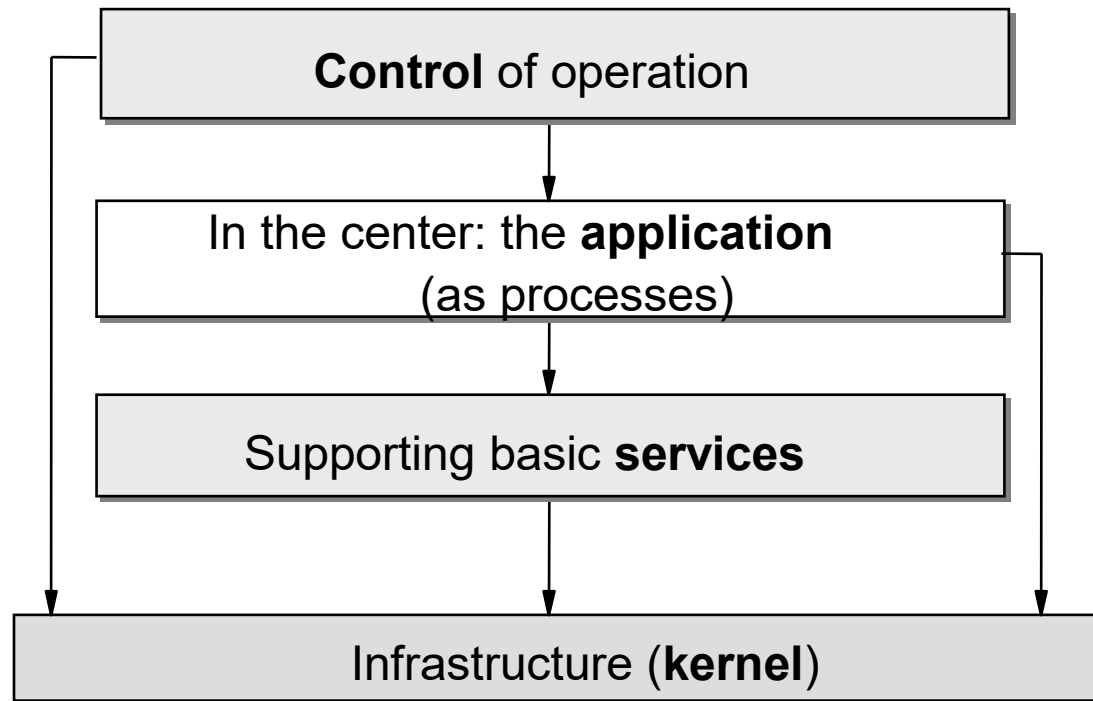 Control of operation
In the center: the application
(as processes)
Supporting basic services
Infrastructure (kernel)